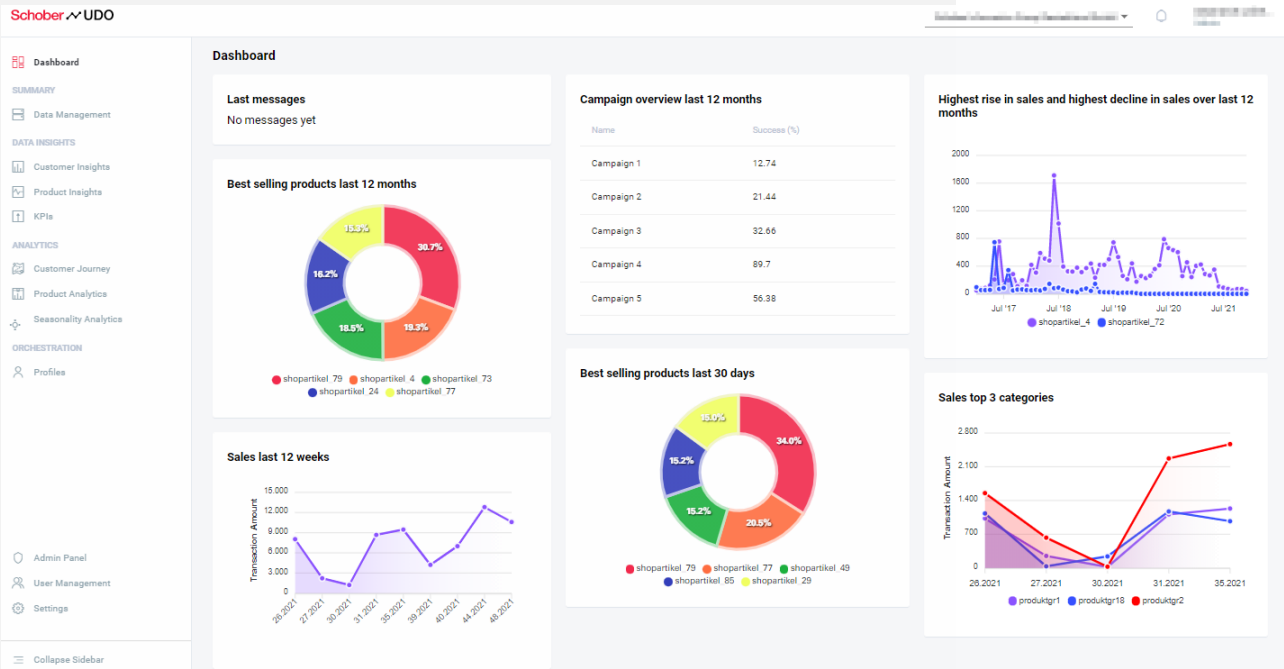 Schober UDO
Dashboard
SUMMARY
Data Management
DATA INSIGHTS
Customer Insights
Product Insights
KPIs
ANALYTICS
Customer Journey
Product Analytics
Seasonality Analytics
ORCHESTRATION
Profiles
Admin Panel
User Management
Settings
Collapse Sidebar
Dashboard
Last messages
No messages yet
Best selling products last 12 months
30.7%
19.3%
18.5%
16.2%
shopartikel_79 shopartikel_4 shopartikel_73
shopartikel_24 shopartikel_77
Sales last 12 weeks
Transaction Amount
15.000
12.000
9.000
6.000
3.000
0
26.2021 27.2021 30.2021 31.2021 35.2021 39.2021 40.2021 44.2021 48.2021
Campaign overview last 12 months
Name Success (%)
Campaign 1 12.74
Campaign 2 21.44
Campaign 3 32.66
Campaign 4 89.7
Campaign 5 56.38
Best selling products last 30 days
34.0%
20.5%
15.2%
15.2%
15.0%
shopartikel_79 shopartikel_77 shopartikel_49
shopartikel_85 shopartikel_29
Highest rise in sales and highest decline in sales over last 12
months
2000
1600
1200
800
400
0
Jul '17 Jul '18 Jul '19 Jul '20 Jul '21
shopartikel_4 shopartikel_72
Sales top 3 categories
Transaction Amount
2.800
2.100
1.400
700
0
26.2021 27.2021 30.2021 31.2021 35.2021
produktgr1 produktgr18 produktgr2